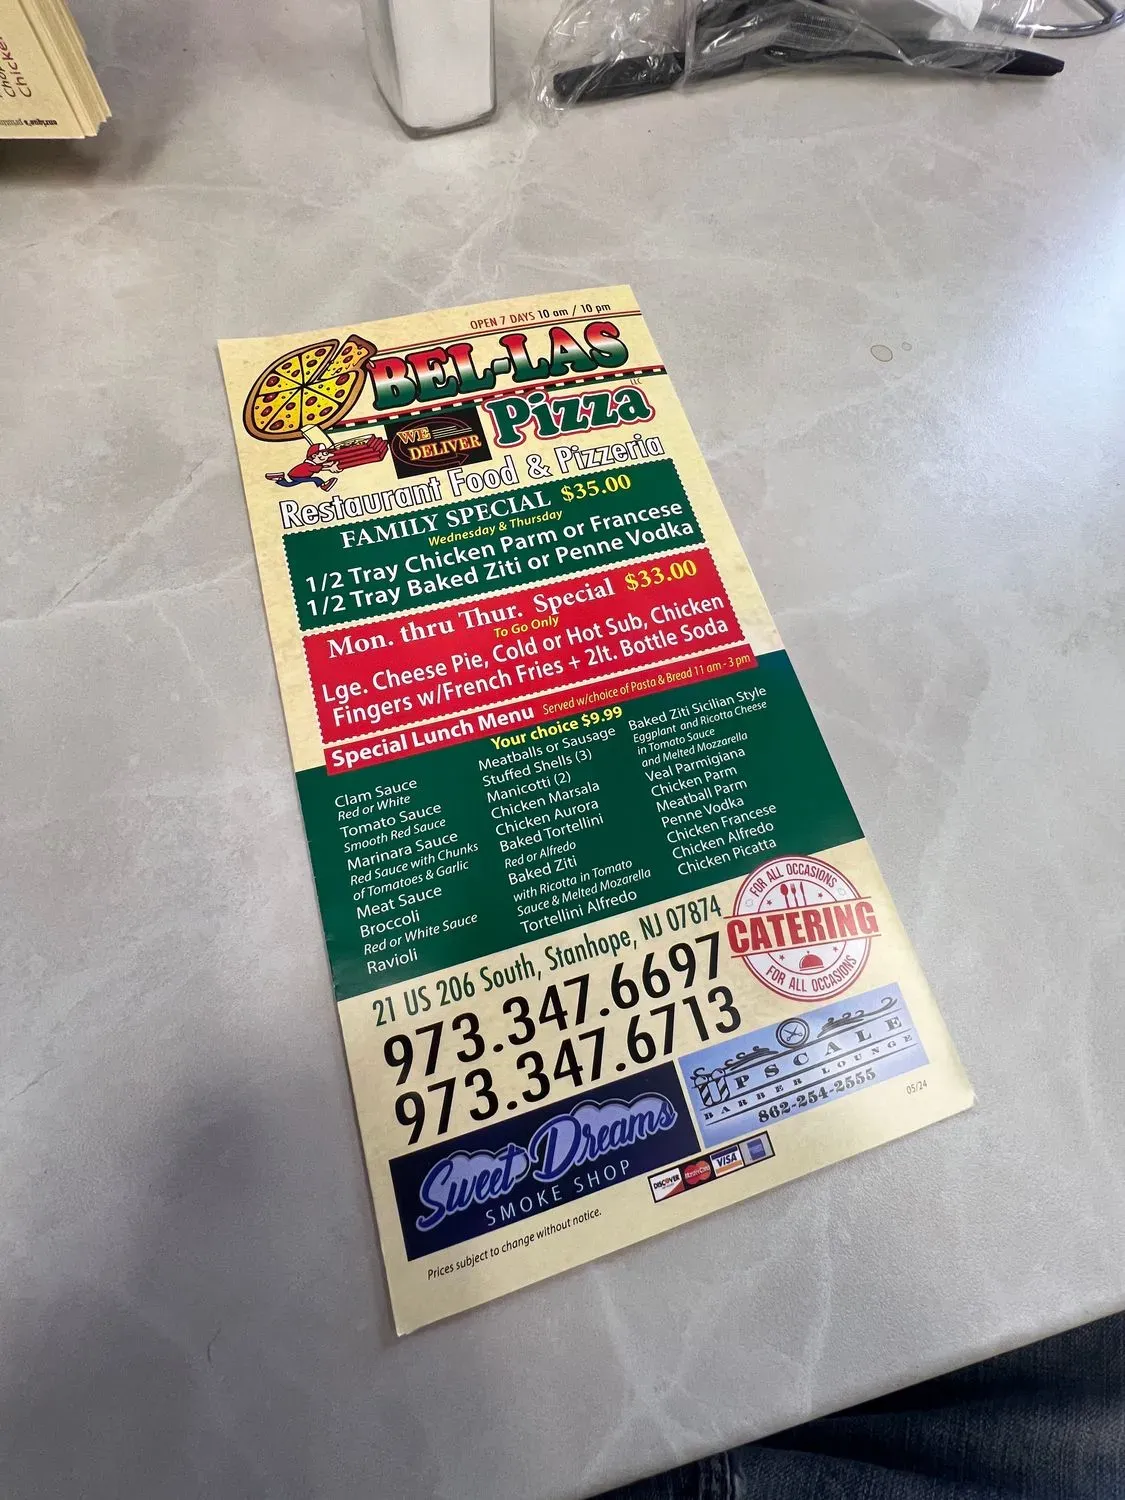 Chicken
OPEN 7 DAYS 10 am / 10 pm
BEL-LAS
Pizza LLC
WE DELIVER
Restaurant Food & Pizzeria
FAMILY SPECIAL $35.00
Wednesday & Thursday
1/2 Tray Chicken Parm or Francese
1/2 Tray Baked Ziti or Penne Vodka
Mon. thru Thur. Special $33.00
To Go Only
Lge. Cheese Pie, Cold or Hot Sub, Chicken
Fingers w/French Fries + 2lt. Bottle Soda
Special Lunch Menu Served w/choice of Pasta & Bread 11 am - 3 pm
Your choice $9.99
Clam Sauce
Red or White
Tomato Sauce
Smooth Red Sauce
Marinara Sauce
Red Sauce with Chunks
of Tomatoes & Garlic
Meat Sauce
Broccoli
Red or White Sauce
Ravioli
Meatballs or Sausage
Stuffed Shells (3)
Manicotti (2)
Chicken Marsala
Chicken Aurora
Baked Tortellini
Red or Alfredo
Baked Ziti
with Ricotta in Tomato
Sauce & Melted Mozzarella
Tortellini Alfredo
Baked Ziti Sicilian Style
Eggplant and Ricotta Cheese
in Tomato Sauce
and Melted Mozzarella
Veal Parmigiana
Chicken Parm
Meatball Parm
Penne Vodka
Chicken Francese
Chicken Alfredo
Chicken Picatta
FOR ALL OCCASIONS
CATERING
FOR ALL OCCASIONS
21 US 206 South, Stanhope, NJ 07874
973.347.6697
973.347.6713
UPSCALE
BARBER LOUNGE
862-254-2555
05/24
Sweet Dreams
SMOKE SHOP
DISCOVER
MasterCard
VISA
Prices subject to change without notice.